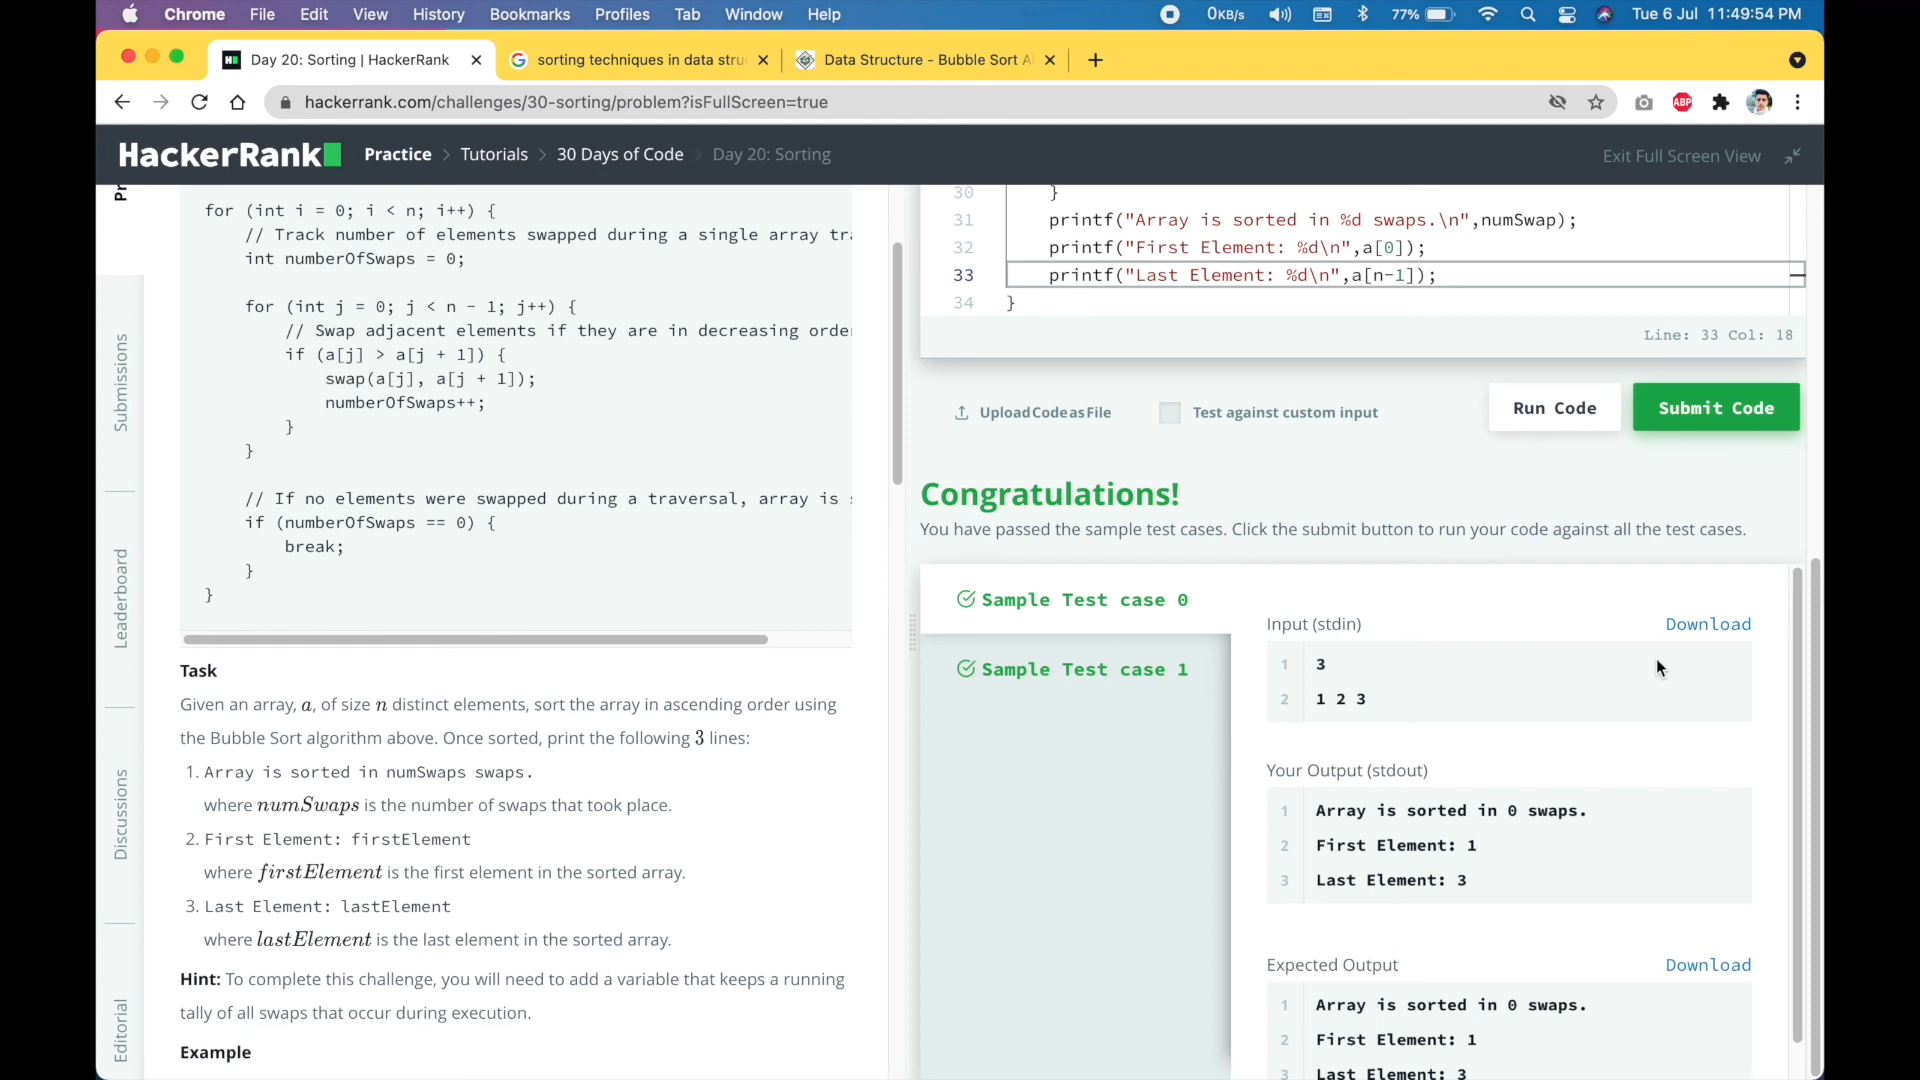 Chrome File Edit View History Bookmarks Profiles Tab Window Help 0KB/s 77% Tue 6 Jul 11:49:54 PM
Day 20: Sorting | HackerRank sorting techniques in data stru Data Structure - Bubble Sort Al
hackerrank.com/challenges/30-sorting/problem?isFullScreen=true ABP
HackerRank Practice > Tutorials > 30 Days of Code > Day 20: Sorting Exit Full Screen View
Pr
Submissions
Leaderboard
Discussions
Editorial
for (int i = 0; i < n; i++) {
// Track number of elements swapped during a single array tra
int numberOfSwaps = 0;
for (int j = 0; j < n - 1; j++) {
// Swap adjacent elements if they are in decreasing order
if (a[j] > a[j + 1]) {
swap(a[j], a[j + 1]);
numberOfSwaps++;
}
}
// If no elements were swapped during a traversal, array is s
if (numberOfSwaps == 0) {
break;
}
}
Task
Given an array, a, of size n distinct elements, sort the array in ascending order using
the Bubble Sort algorithm above. Once sorted, print the following 3 lines:
1. Array is sorted in numSwaps swaps.
where numSwaps is the number of swaps that took place.
2. First Element: firstElement
where firstElement is the first element in the sorted array.
3. Last Element: lastElement
where lastElement is the last element in the sorted array.
Hint: To complete this challenge, you will need to add a variable that keeps a running
tally of all swaps that occur during execution.
Example
30 }
31 printf("Array is sorted in %d swaps.\n",numSwap);
32 printf("First Element: %d\n",a[0]);
33 printf("Last Element: %d\n",a[n-1]);
34 }
Line: 33 Col: 18
Upload Code as File Test against custom input Run Code Submit Code
Congratulations!
You have passed the sample test cases. Click the submit button to run your code against all the test cases.
Sample Test case 0
Sample Test case 1
Input (stdin) Download
1 3
2 1 2 3
Your Output (stdout)
1 Array is sorted in 0 swaps.
2 First Element: 1
3 Last Element: 3
Expected Output Download
1 Array is sorted in 0 swaps.
2 First Element: 1
3 Last Element: 3